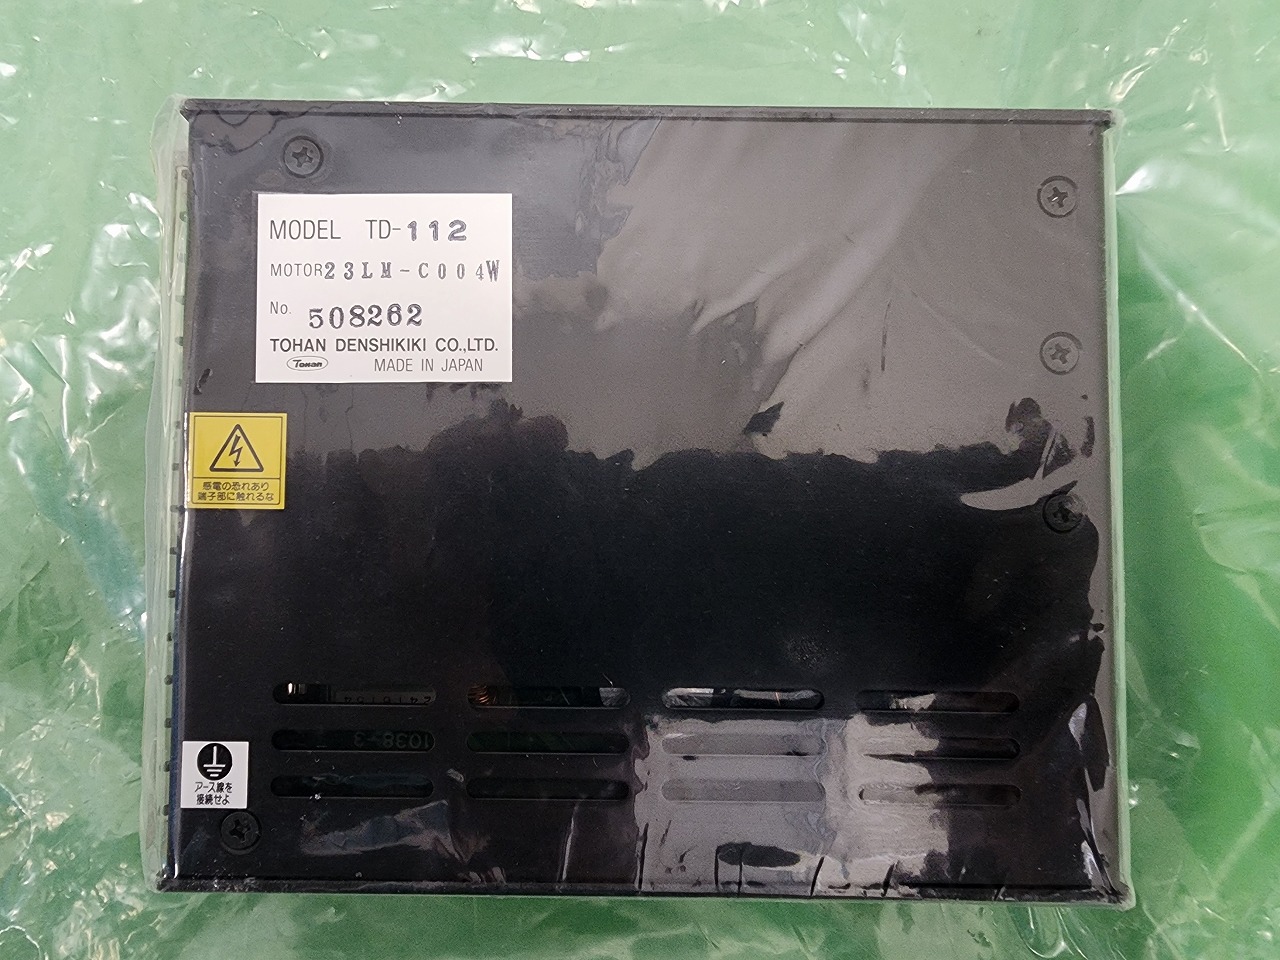 MODEL TD-112
MOTOR 23LM-C004W
No. 508262
TOHAN DENSHIKIKI CO.,LTD.
Tohan MADE IN JAPAN
感電の恐れあり
端子部に触れるな
アース線を
接続せよ
1038-3